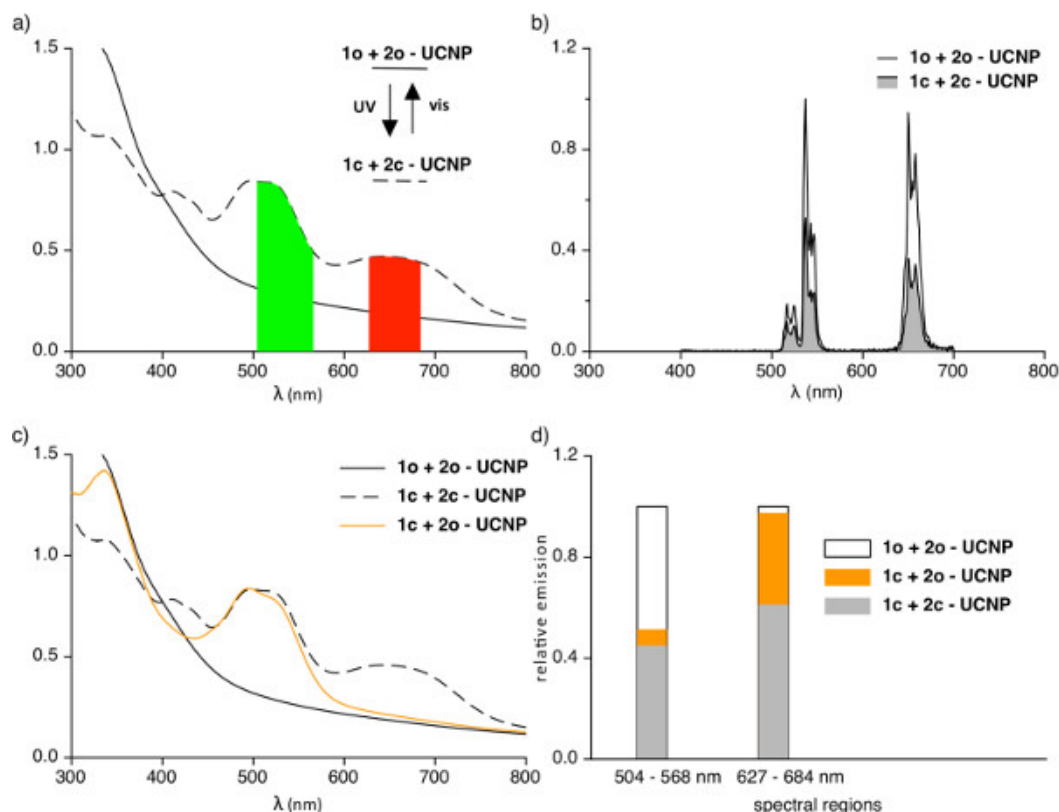 a)
1.5
1.0
0.5
0.0
300 400 500 600 700 800
λ (nm)
1o + 2o - UCNP
UV vis
1c + 2c - UCNP
b)
1.2
0.8
0.4
0.0
300 400 500 600 700 800
λ (nm)
1o + 2o - UCNP
1c + 2c - UCNP
c)
1.5
1.0
0.5
0.0
300 400 500 600 700 800
λ (nm)
1o + 2o - UCNP
1c + 2c - UCNP
1c + 2o - UCNP
d)
1.2
0.8
0.4
0.0
relative emission
504 - 568 nm 627 - 684 nm
spectral regions
1o + 2o - UCNP
1c + 2o - UCNP
1c + 2c - UCNP